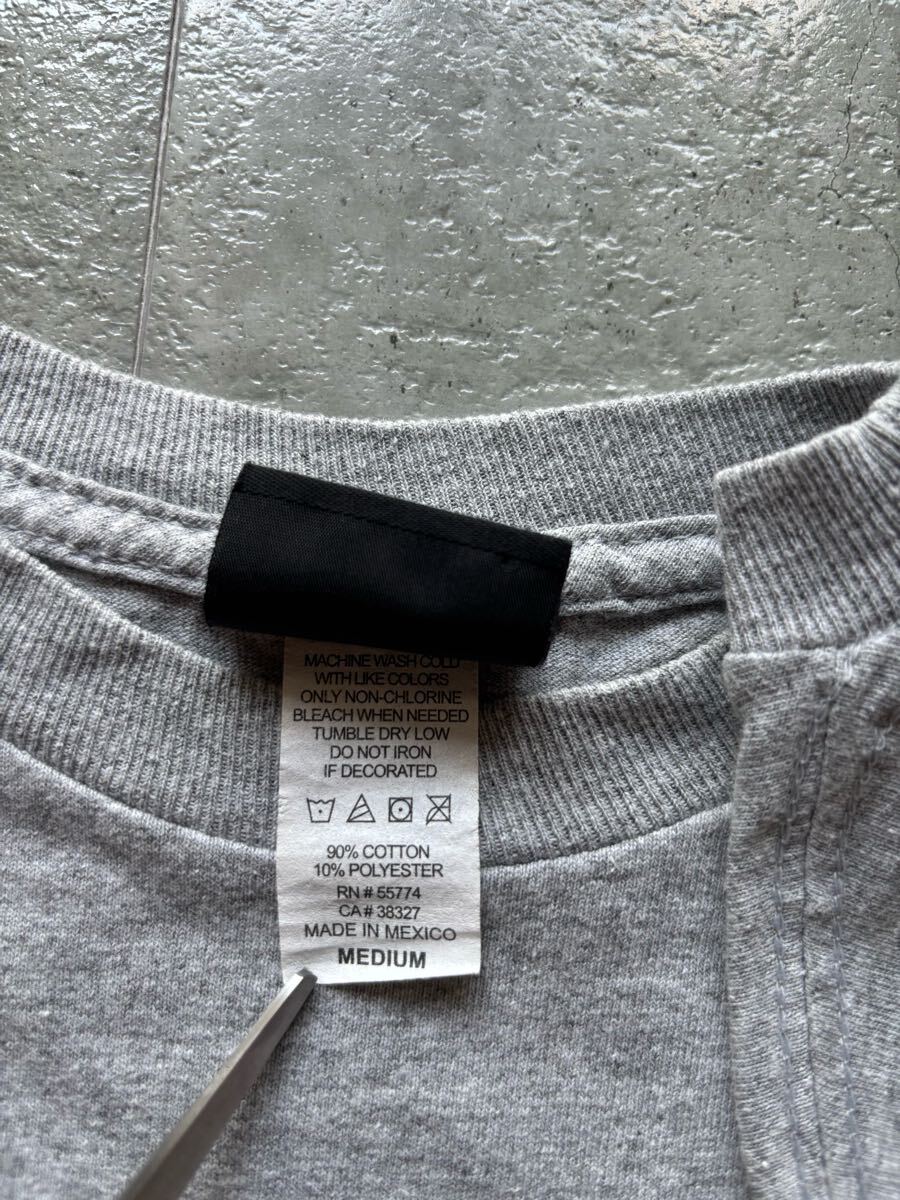 MACHINE WASH COLD
WITH LIKE COLORS
ONLY NON-CHLORINE
BLEACH WHEN NEEDED
TUMBLE DRY LOW
DO NOT IRON
IF DECORATED
90% COTTON
10% POLYESTER
RN # 55774
CA # 38327
MADE IN MEXICO
MEDIUM